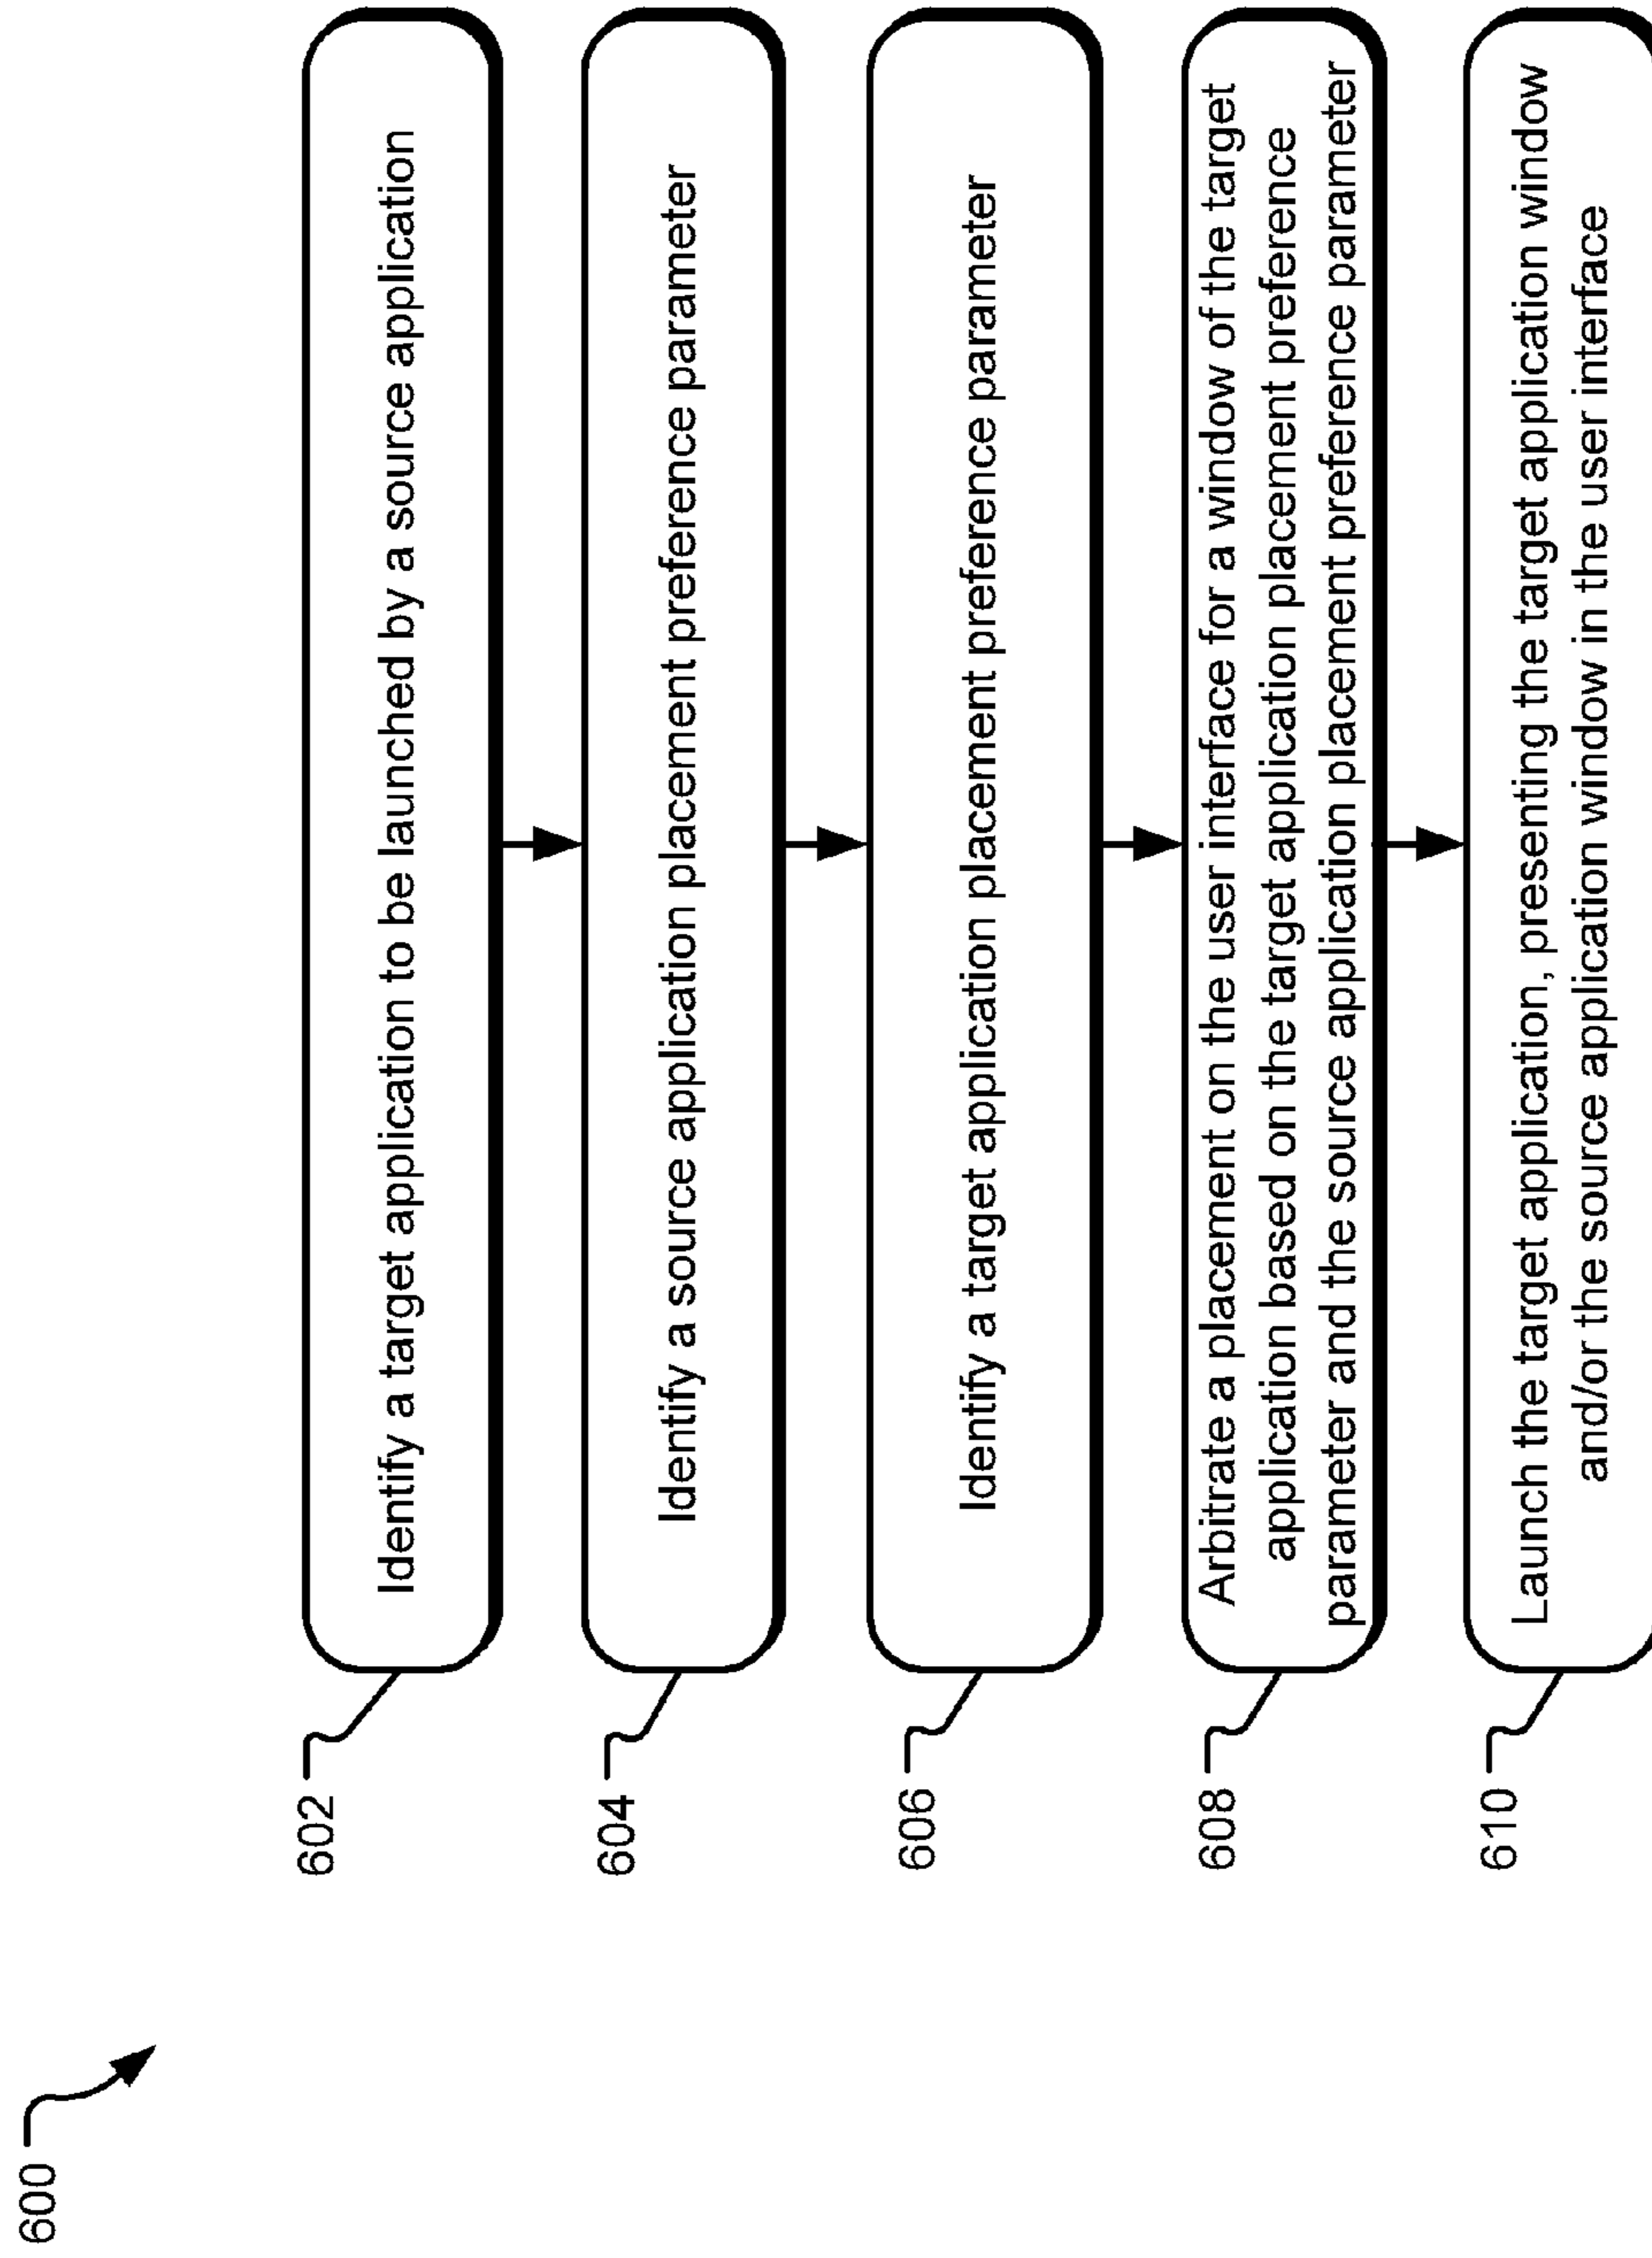 600
602
Identify a target application to be launched by a source application
604
Identify a source application placement preference parameter
606
Identify a target application placement preference parameter
608
Arbitrate a placement on the user interface for a window of the target
application based on the target application placement preference
parameter and the source application placement preference parameter
610
Launch the target application, presenting the target application window
and/or the source application window in the user interface